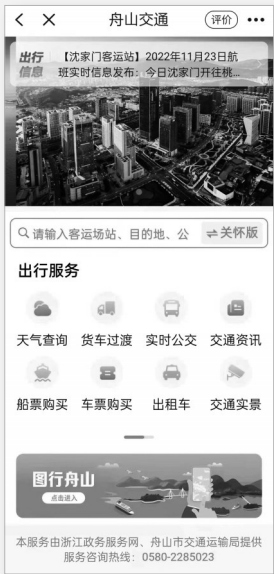 舟山交通
评价
出行
信息
【沈家门客运站】2022年11月23日航
班实时信息发布：今日沈家门开往桃...
请输入客运场站、目的地、公
关怀版
出行服务
天气查询 货车过渡 实时公交 交通资讯
船票购买 车票购买 出租车 交通实景
图行舟山
点击进入
本服务由浙江政务服务网、舟山市交通运输局提供
服务咨询热线：0580-2285023